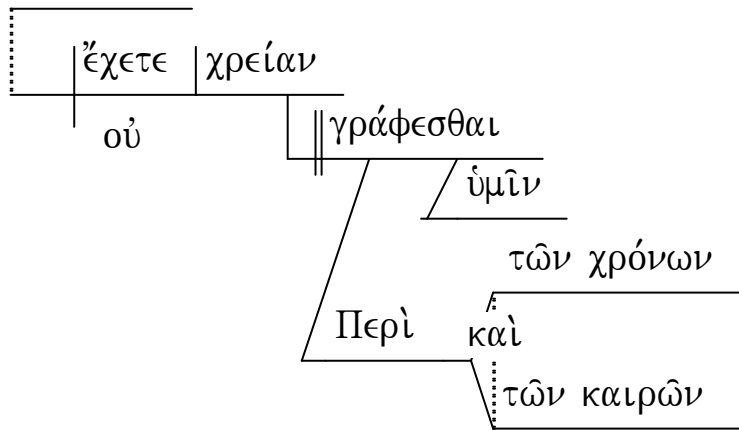 ἔχετε χρείαν
οὐ
γράφεσθαι
ὑμῖν
τῶν χρόνων
Περὶ
καὶ
τῶν καιρῶν